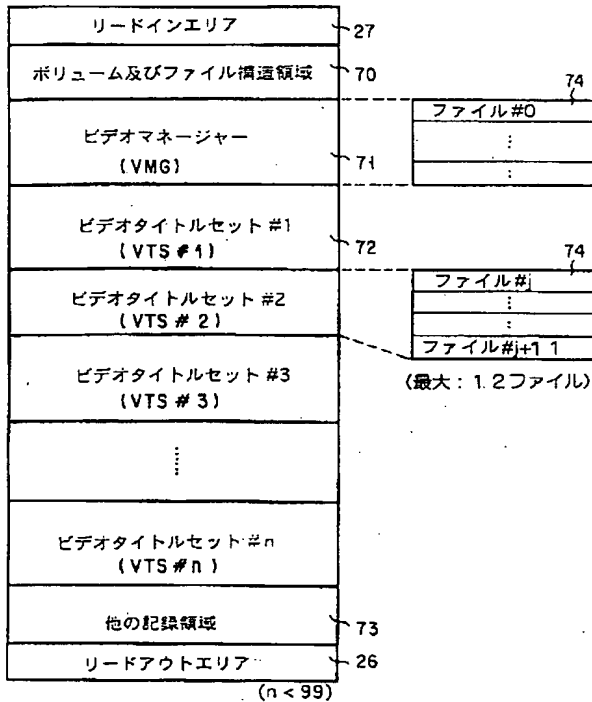 リードインエリア
27
ボリューム及びファイル構造領域
70
74
ファイル#0
ビデオマネージャー
(VMG)
71
ビデオタイトルセット #1
(VTS #1)
72
74
ファイル#j
ビデオタイトルセット #2
(VTS # 2)
ファイル#j+1 1
(最大: 1.2ファイル)
ビデオタイトルセット #3
(VTS # 3)
ビデオタイトルセット #n
(VTS #n)
他の記録領域
73
リードアウトエリア
26
(n<99)